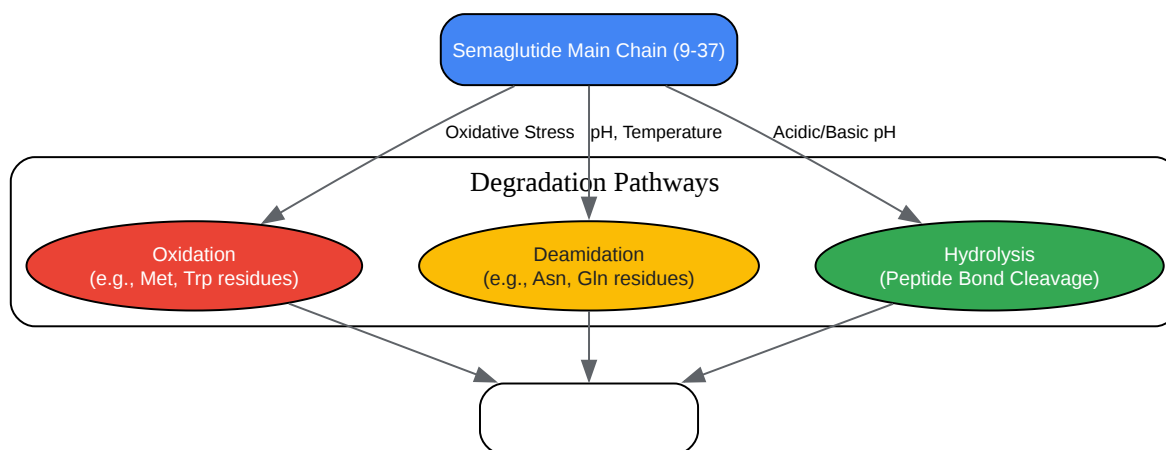 Semaglutide Main Chain (9-37)
Oxidative Stress
pH, Temperature
Acidic/Basic pH
Degradation Pathways
Oxidation
(e.g., Met, Trp residues)
Deamidation
(e.g., Asn, Gln residues)
Hydrolysis
(Peptide Bond Cleavage)